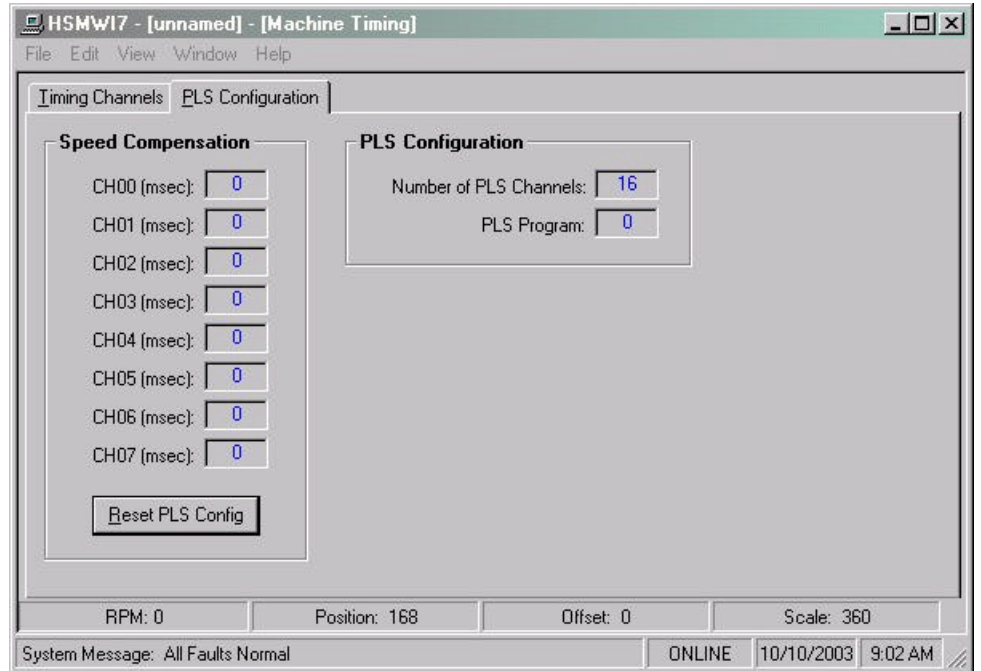 HSMWI7 - [unnamed] - [Machine Timing]
File Edit View Window Help
Timing Channels PLS Configuration
Speed Compensation
CH00 (msec): 0
CH01 (msec): 0
CH02 (msec): 0
CH03 (msec): 0
CH04 (msec): 0
CH05 (msec): 0
CH06 (msec): 0
CH07 (msec): 0
Reset PLS Config
PLS Configuration
Number of PLS Channels: 16
PLS Program: 0
RPM: 0 Position: 168 Offset: 0 Scale: 360
System Message: All Faults Normal ONLINE 10/10/2003 9:02 AM